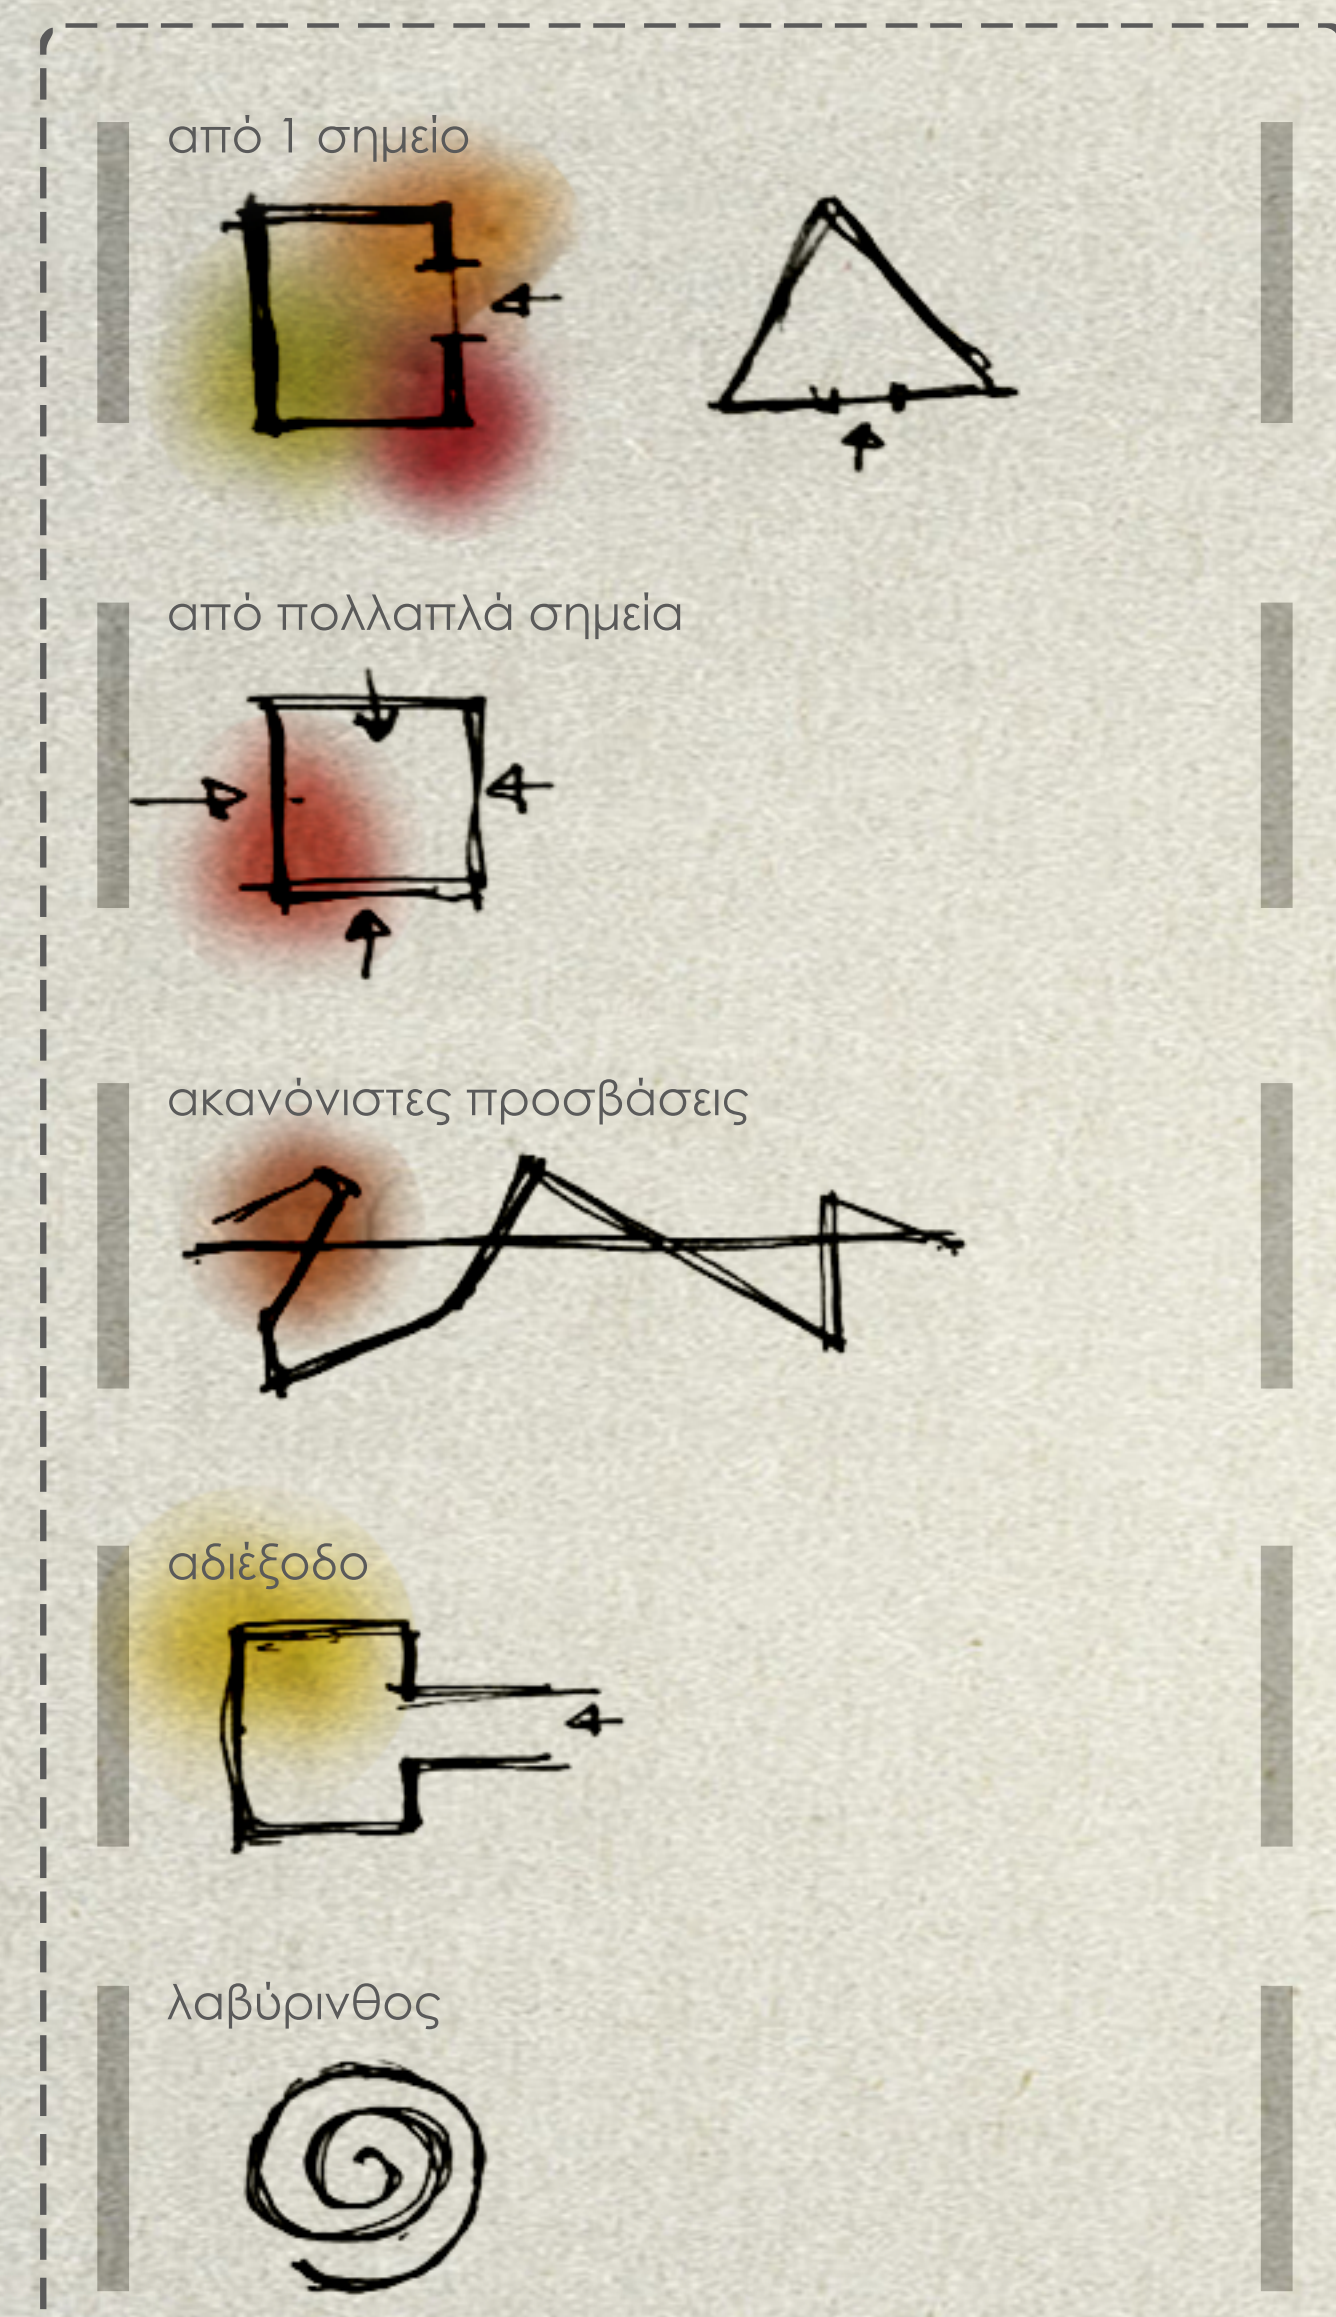 από 1 σημείο
από πολλαπλά σημεία
ακανόνιστες προσβάσεις
αδιέξοδο
λαβύρινθος